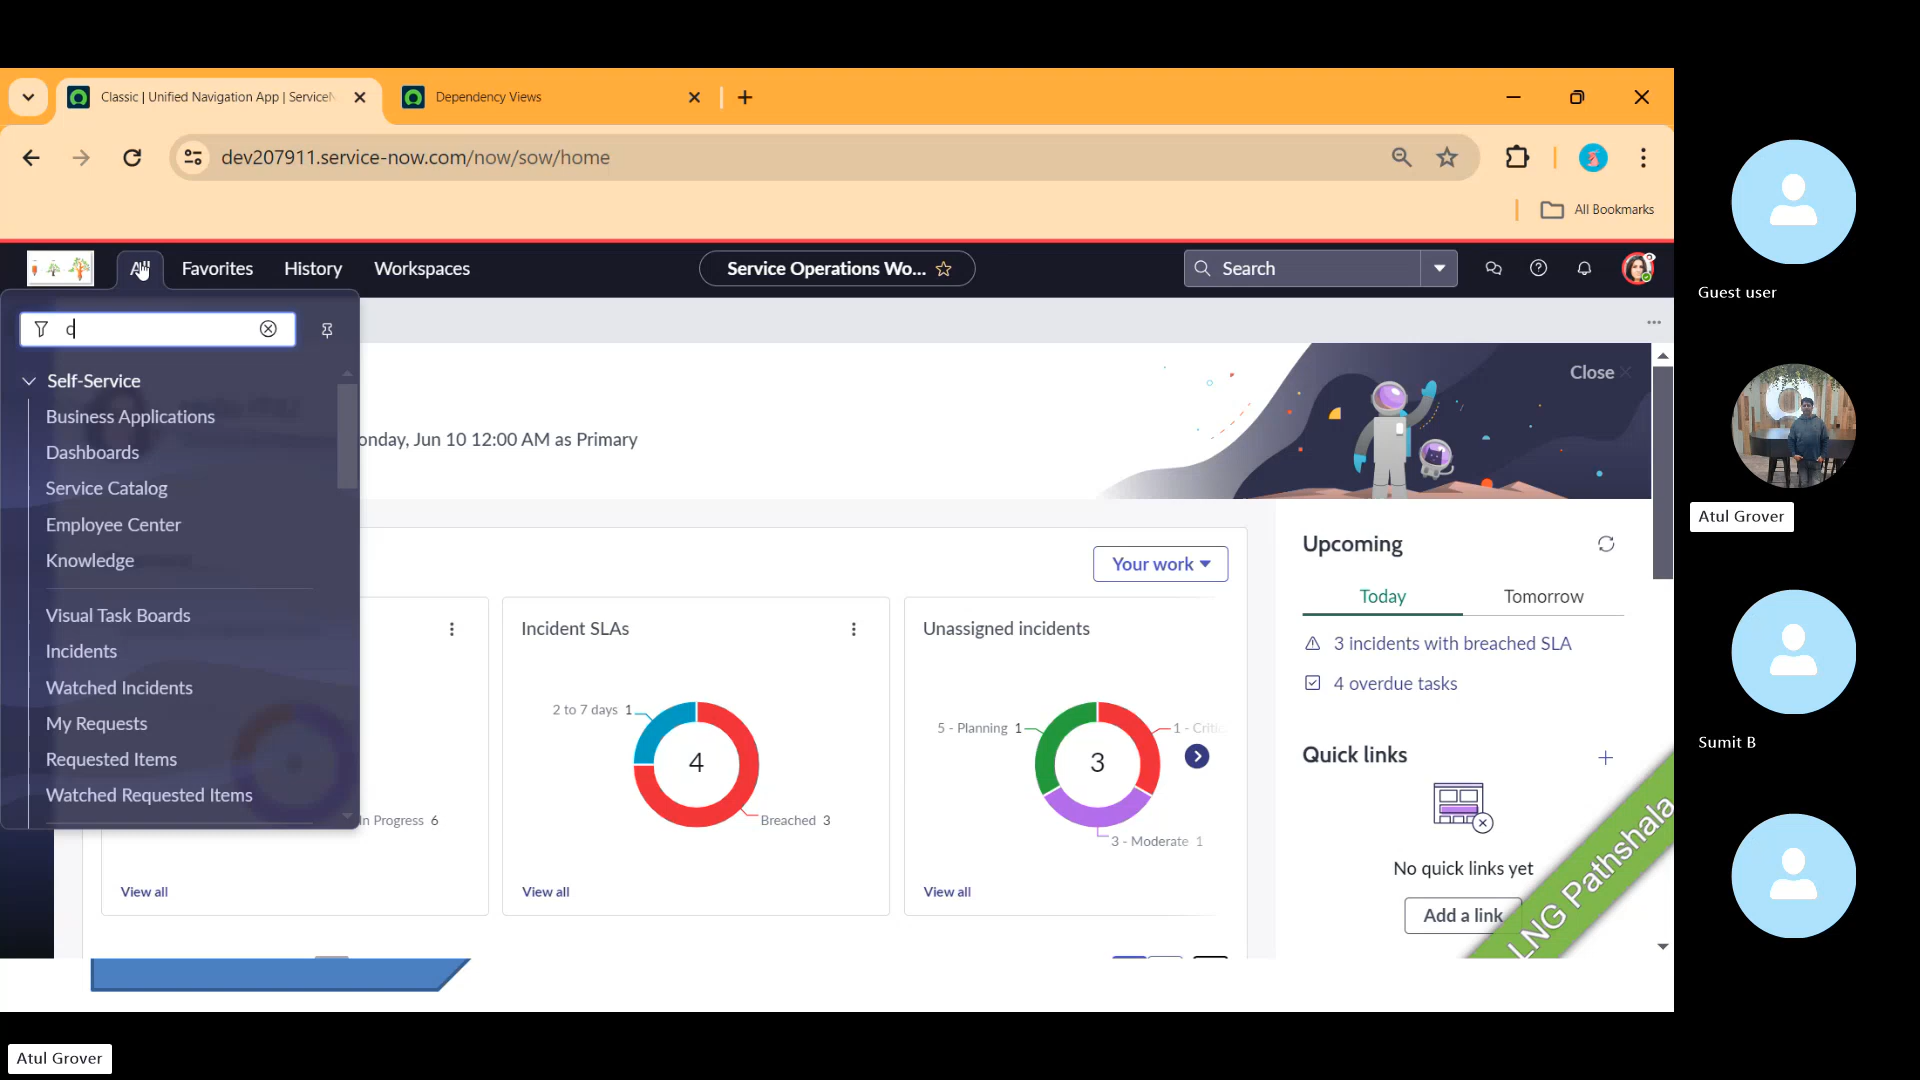 Classic | Unified Navigation App | Service
Dependency Views
dev207911.service-now.com/now/sow/home
All Bookmarks
All
Favorites
History
Workspaces
Service Operations Wo...
Search
c
Self-Service
Business Applications
Dashboards
Service Catalog
Employee Center
Knowledge
Visual Task Boards
Incidents
Watched Incidents
My Requests
Requested Items
Watched Requested Items
Close
onday, Jun 10 12:00 AM as Primary
Your work
In Progress 6
View all
Incident SLAs
2 to 7 days 1
4
Breached 3
View all
Unassigned incidents
5 - Planning 1
1 - Critic
3
3 - Moderate 1
View all
Upcoming
Today
Tomorrow
3 incidents with breached SLA
4 overdue tasks
Quick links
No quick links yet
Add a link
LNG Pathshala
Guest user
Atul Grover
Sumit B
Atul Grover